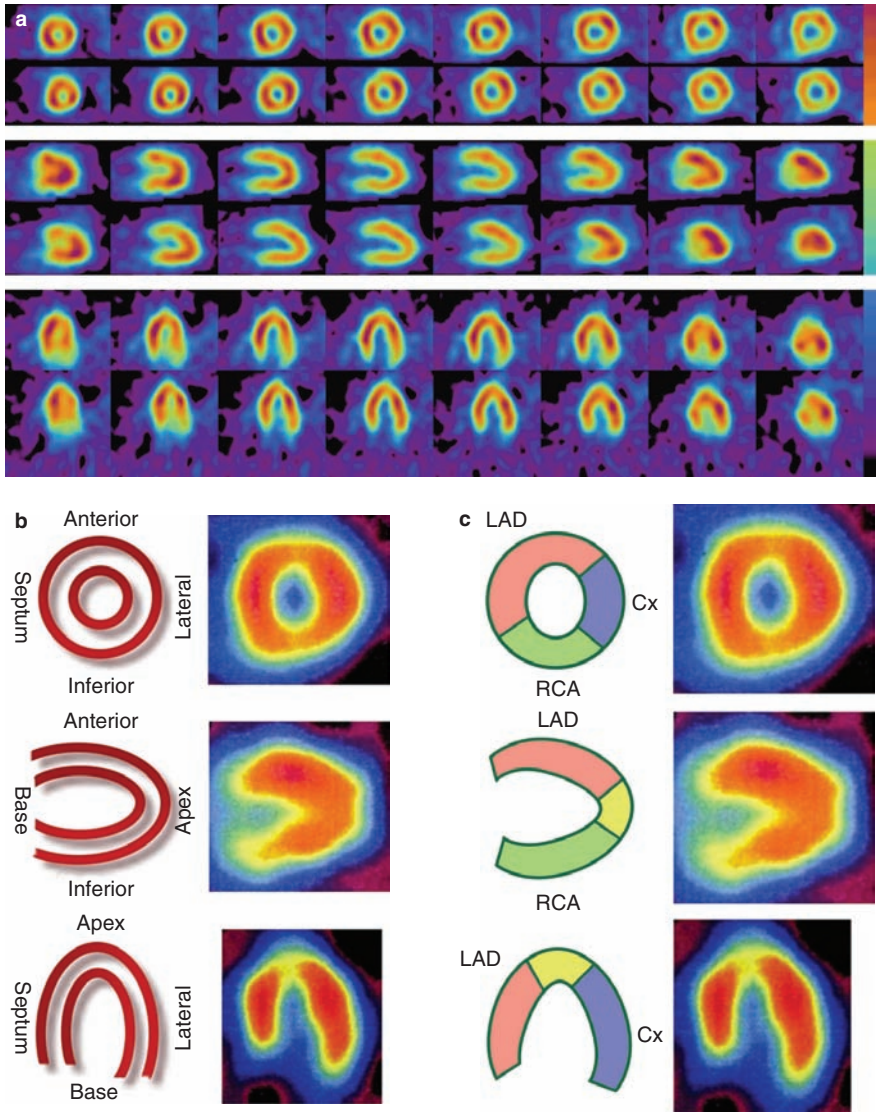 a
b
Anterior
Septum
Lateral
Inferior
Anterior
Base
Apex
Inferior
Apex
Septum
Lateral
Base
c
LAD
Cx
RCA
LAD
RCA
LAD
Cx